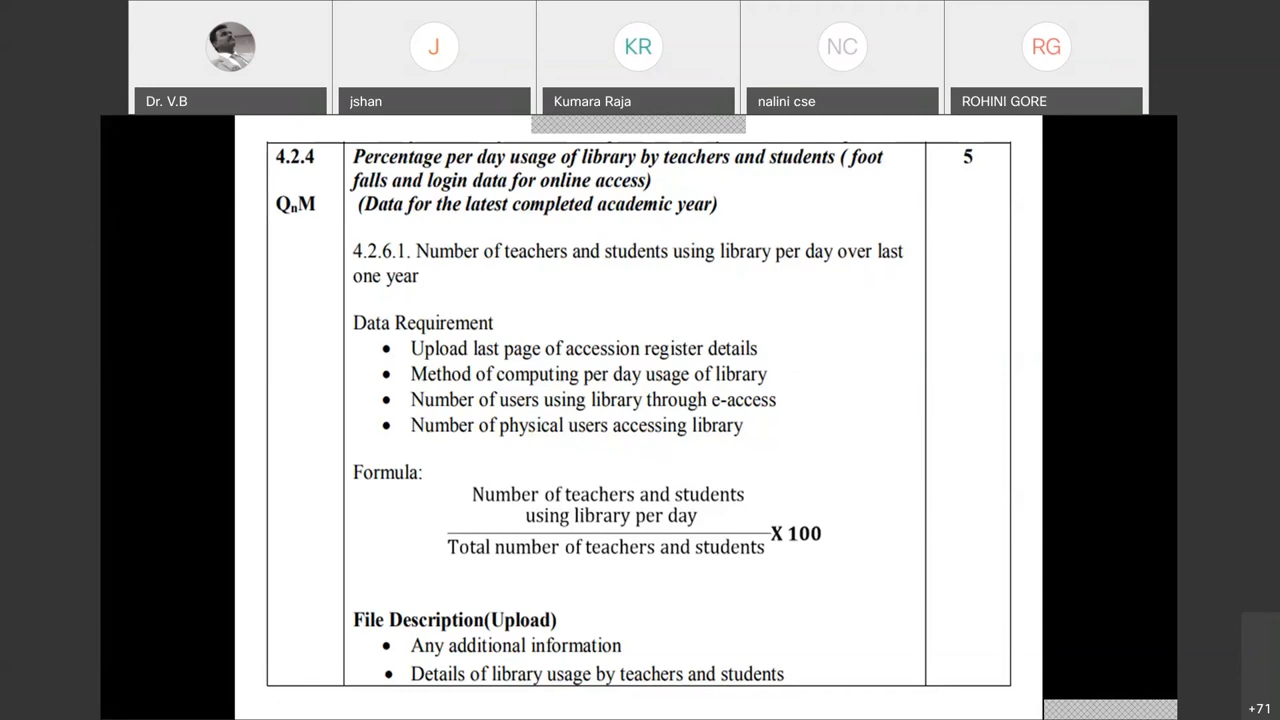 J
KR
NC
RG
Dr. V.B
jshan
Kumara Raja
nalini cse
ROHINI GORE
4.2.4
Percentage per day usage of library by teachers and students ( foot
falls and login data for online access)
5
QnM
(Data for the latest completed academic year)
4.2.6.1. Number of teachers and students using library per day over last
one year
Data Requirement
• Upload last page of accession register details
• Method of computing per day usage of library
• Number of users using library through e-access
• Number of physical users accessing library
Formula:
Number of teachers and students
using library per day
X 100
Total number of teachers and students
File Description(Upload)
• Any additional information
• Details of library usage by teachers and students
+71